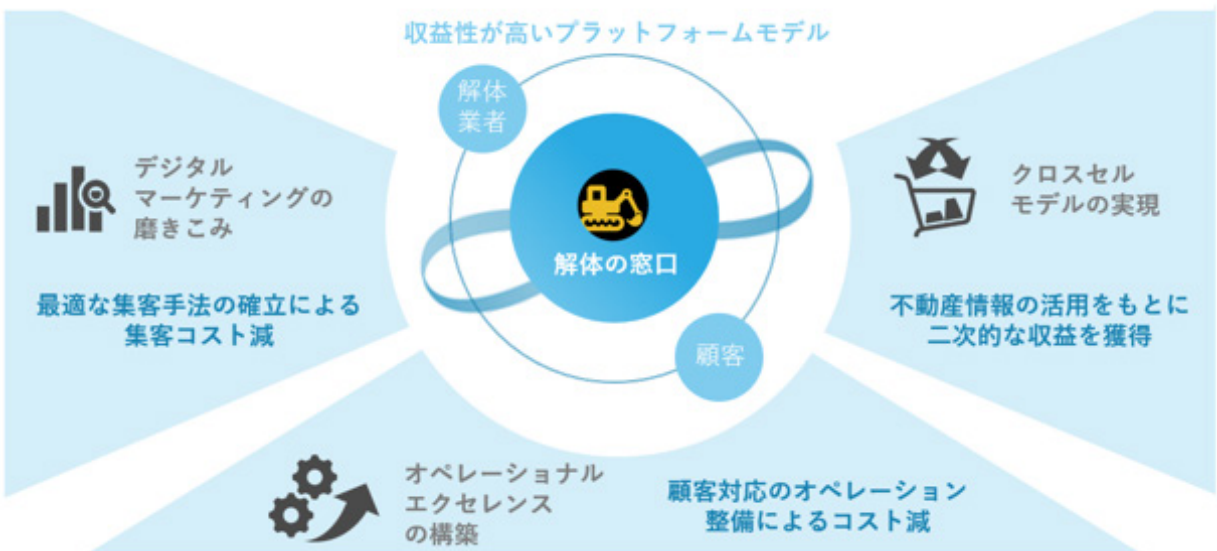 収益性が高いプラットフォームモデル
解体
業者
解体の窓口
顧客
デジタル
マーケティングの
磨きこみ
最適な集客手法の確立による
集客コスト減
クロスセル
モデルの実現
不動産情報の活用をもとに
二次的な収益を獲得
オペレーショナル
エクセレンス
の構築
顧客対応のオペレーション
整備によるコスト減